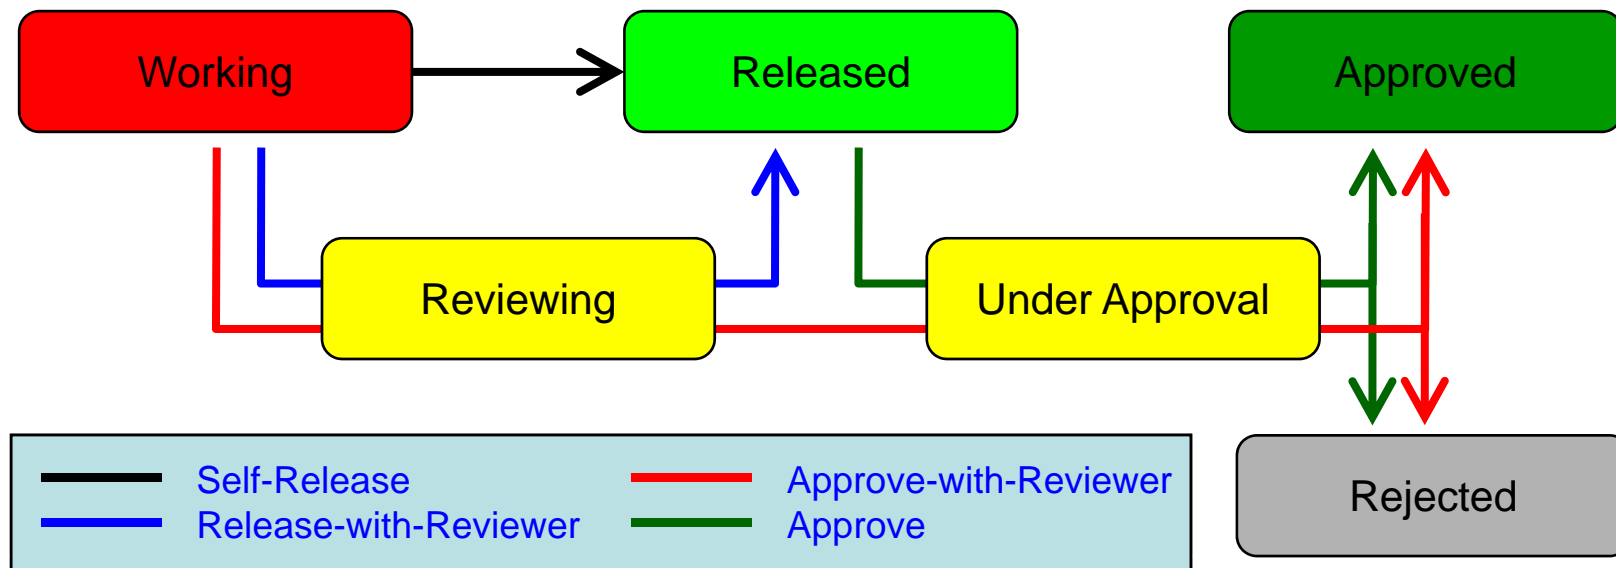 Working
Released
Approved
Reviewing
Under Approval
Self-Release
Approve-with-Reviewer
Release-with-Reviewer
Approve
Rejected